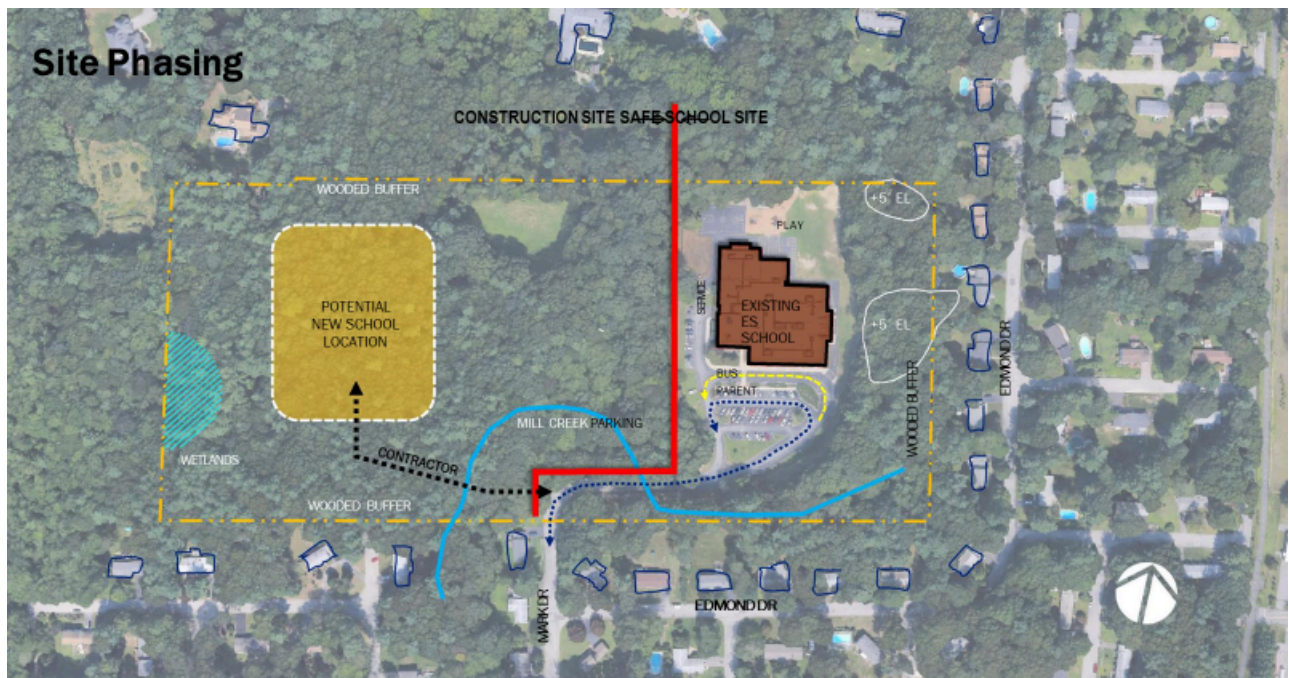 Site Phasing
CONSTRUCTION SITE SAFE SCHOOL SITE
WOODED BUFFER
+5' EL
PLAY
SERVICE
POTENTIAL
NEW SCHOOL
LOCATION
EXISTING
ES
SCHOOL
+5' EL
EDMOND DR
BUS
PARENT
WOODED BUFFER
MILL CREEK PARKING
WETLANDS
CONTRACTOR
WOODED BUFFER
MARK DR
EDMOND DR